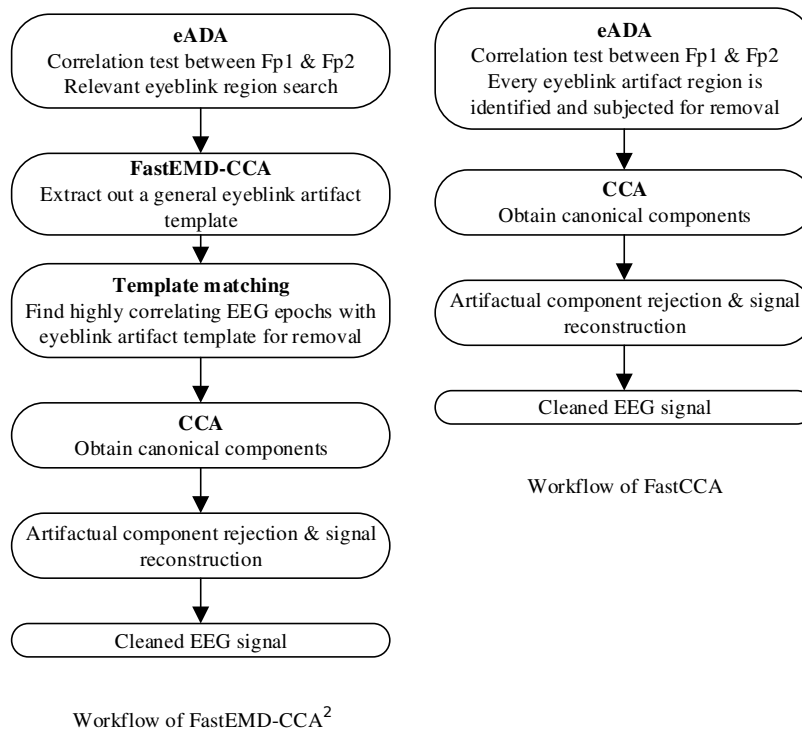 eADA
Correlation test between Fp1 & Fp2
Relevant eyeblink region search
FastEMD-CCA
Extract out a general eyeblink artifact
template
Template matching
Find highly correlating EEG epochs with
eyeblink artifact template for removal
CCA
Obtain canonical components
Artifactual component rejection & signal
reconstruction
Cleaned EEG signal
Workflow of FastEMD-CCA²
eADA
Correlation test between Fp1 & Fp2
Every eyeblink artifact region is
identified and subjected for removal
CCA
Obtain canonical components
Artifactual component rejection & signal
reconstruction
Cleaned EEG signal
Workflow of FastCCA